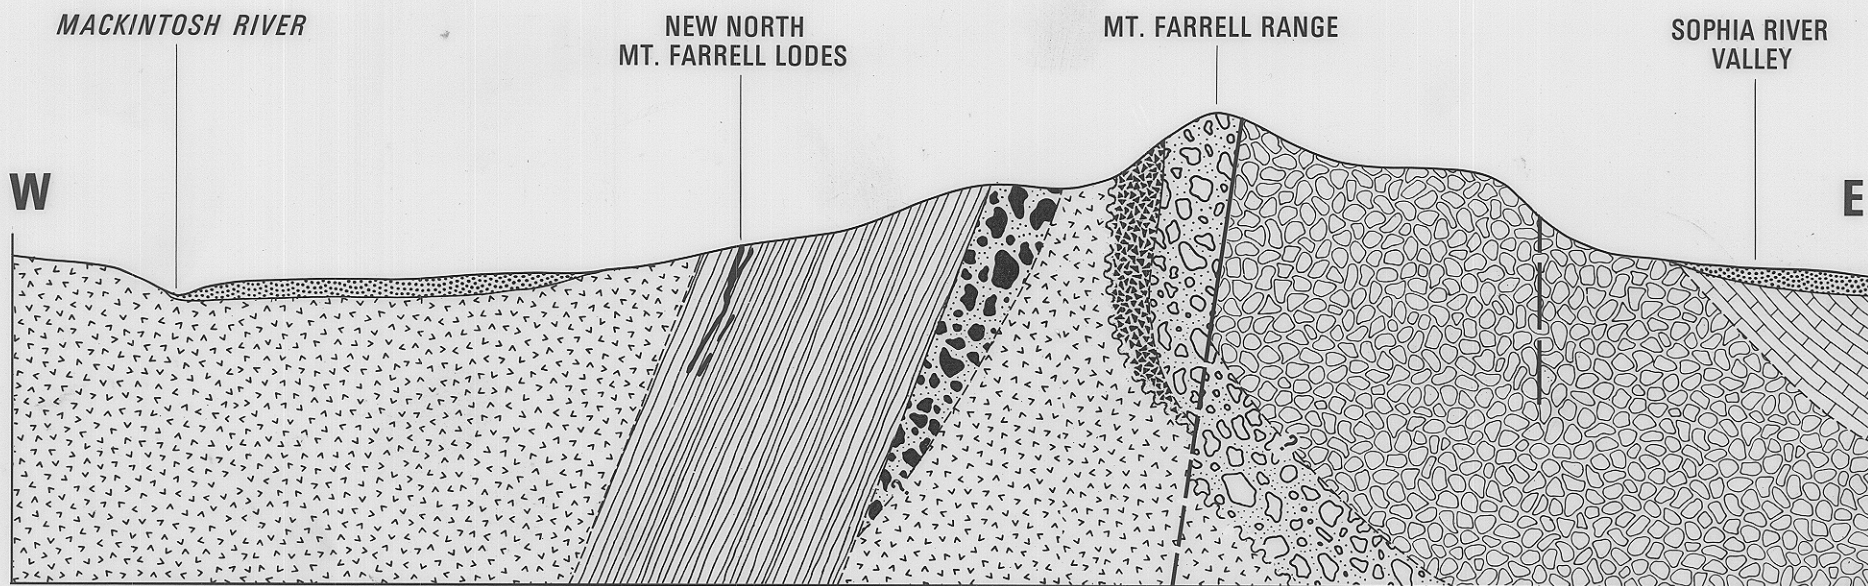 MACKINTOSH RIVER
NEW NORTH
MT. FARRELL LODES
MT. FARRELL RANGE
SOPHIA RIVER
VALLEY
W
E